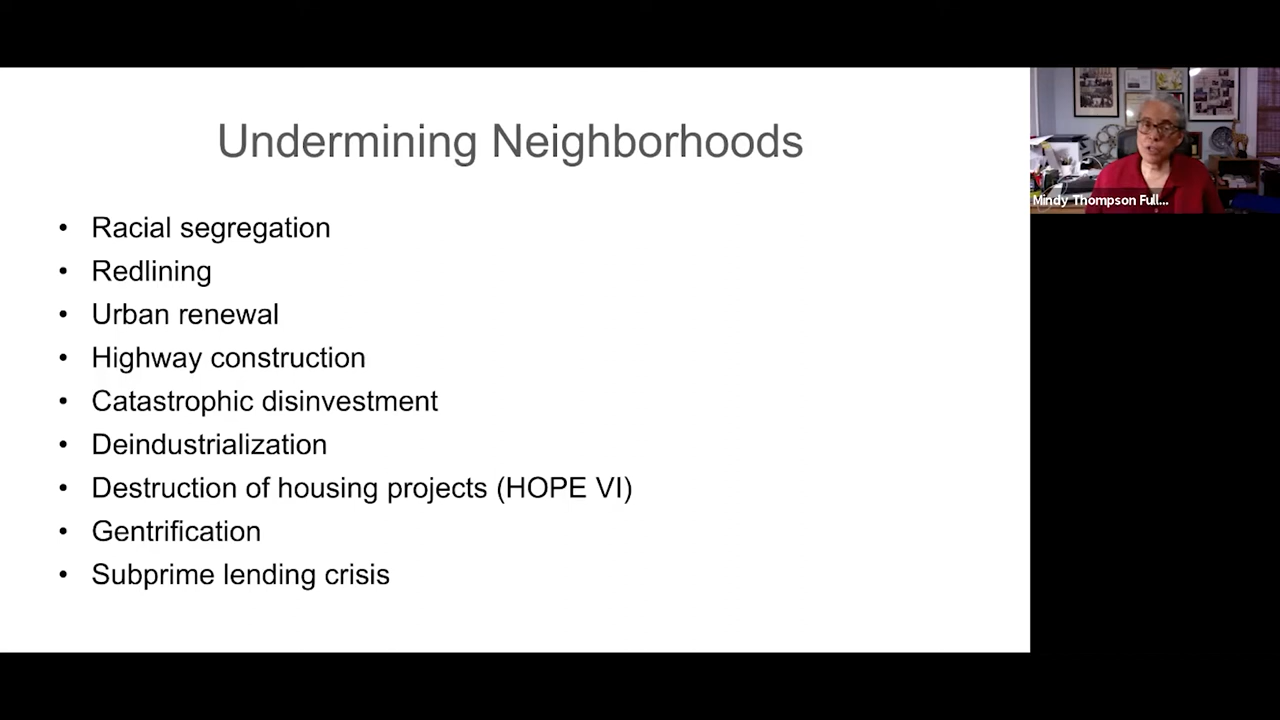 Undermining Neighborhoods
• Racial segregation
• Redlining
• Urban renewal
• Highway construction
• Catastrophic disinvestment
• Deindustrialization
• Destruction of housing projects (HOPE VI)
• Gentrification
• Subprime lending crisis
Mindy Thompson Full...